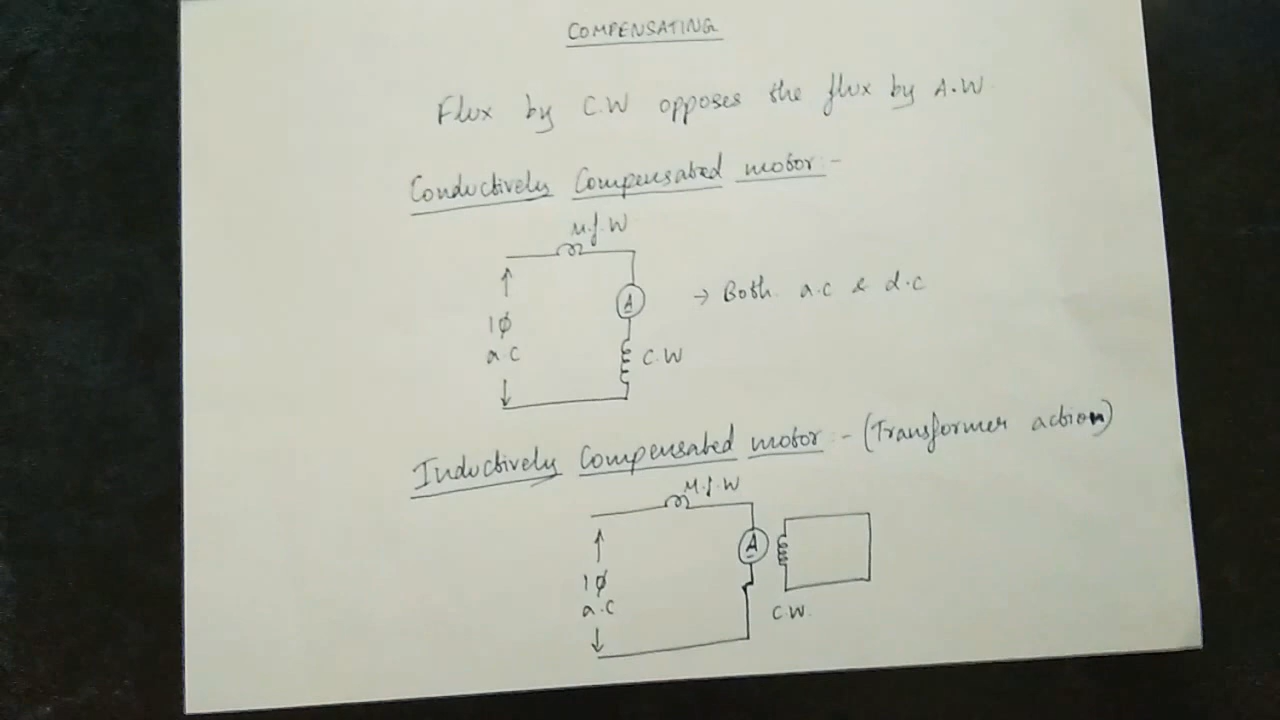 COMPENSATING
Flux by C.W opposes the flux by A.W.
Conductively Compensated motor :-
M.f.W
A
→ Both a.c & d.c
1ϕ
a.c
C.W
Inductively Compensated motor :- (Transformer action)
M.f.W
A
1ϕ
a.c
C.W.